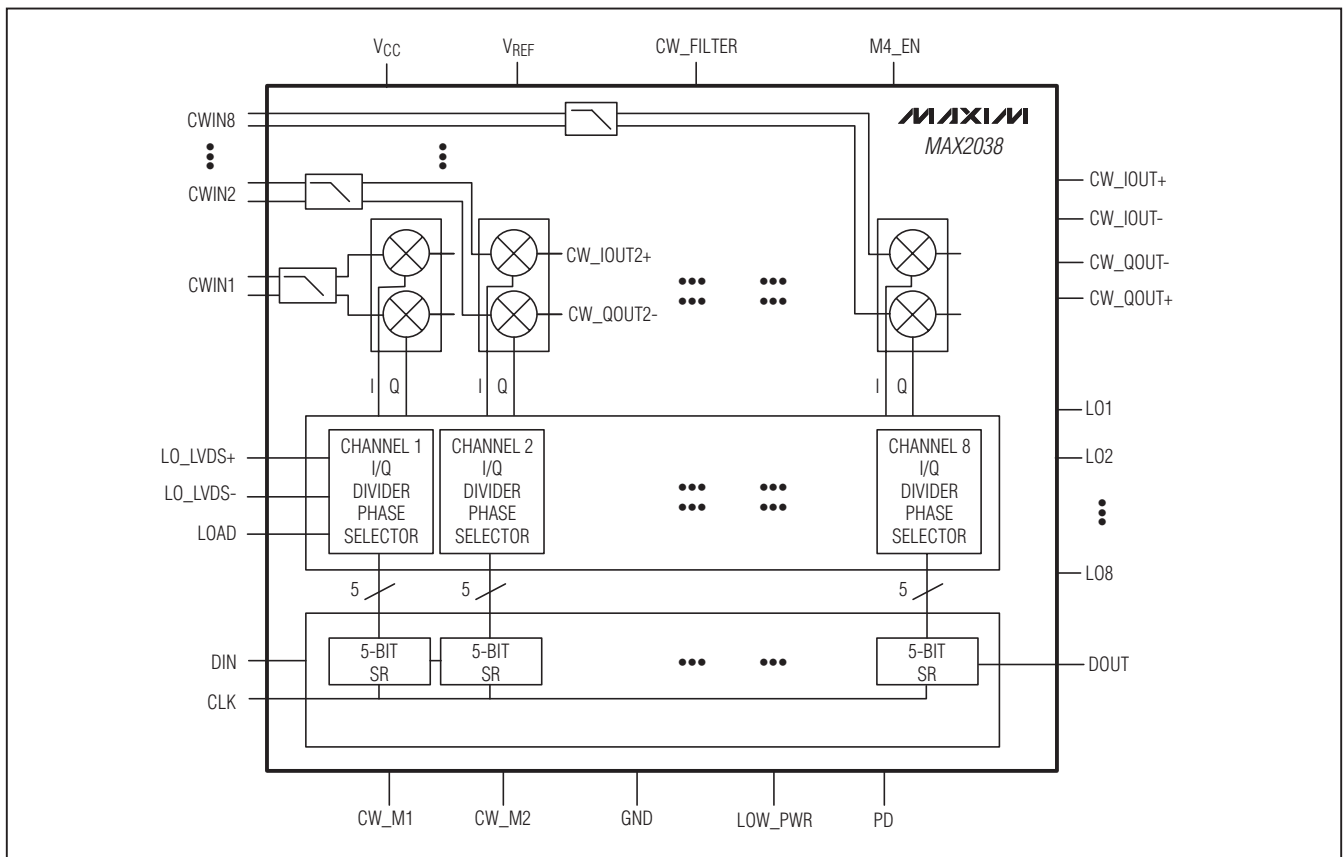 VCC
VREF
CW_FILTER
M4_EN
MAXIM
MAX2038
CWIN8
CWIN2
CWIN1
CW_IOUT2+
CW_QOUT2-
CW_IOUT+
CW_IOUT-
CW_QOUT-
CW_QOUT+
I Q
I Q
I Q
LO1
LO2
LO8
LO_LVDS+
LO_LVDS-
LOAD
CHANNEL 1
I/Q
DIVIDER
PHASE
SELECTOR
CHANNEL 2
I/Q
DIVIDER
PHASE
SELECTOR
CHANNEL 8
I/Q
DIVIDER
PHASE
SELECTOR
5
5
5
DIN
CLK
5-BIT
SR
5-BIT
SR
5-BIT
SR
DOUT
CW_M1
CW_M2
GND
LOW_PWR
PD